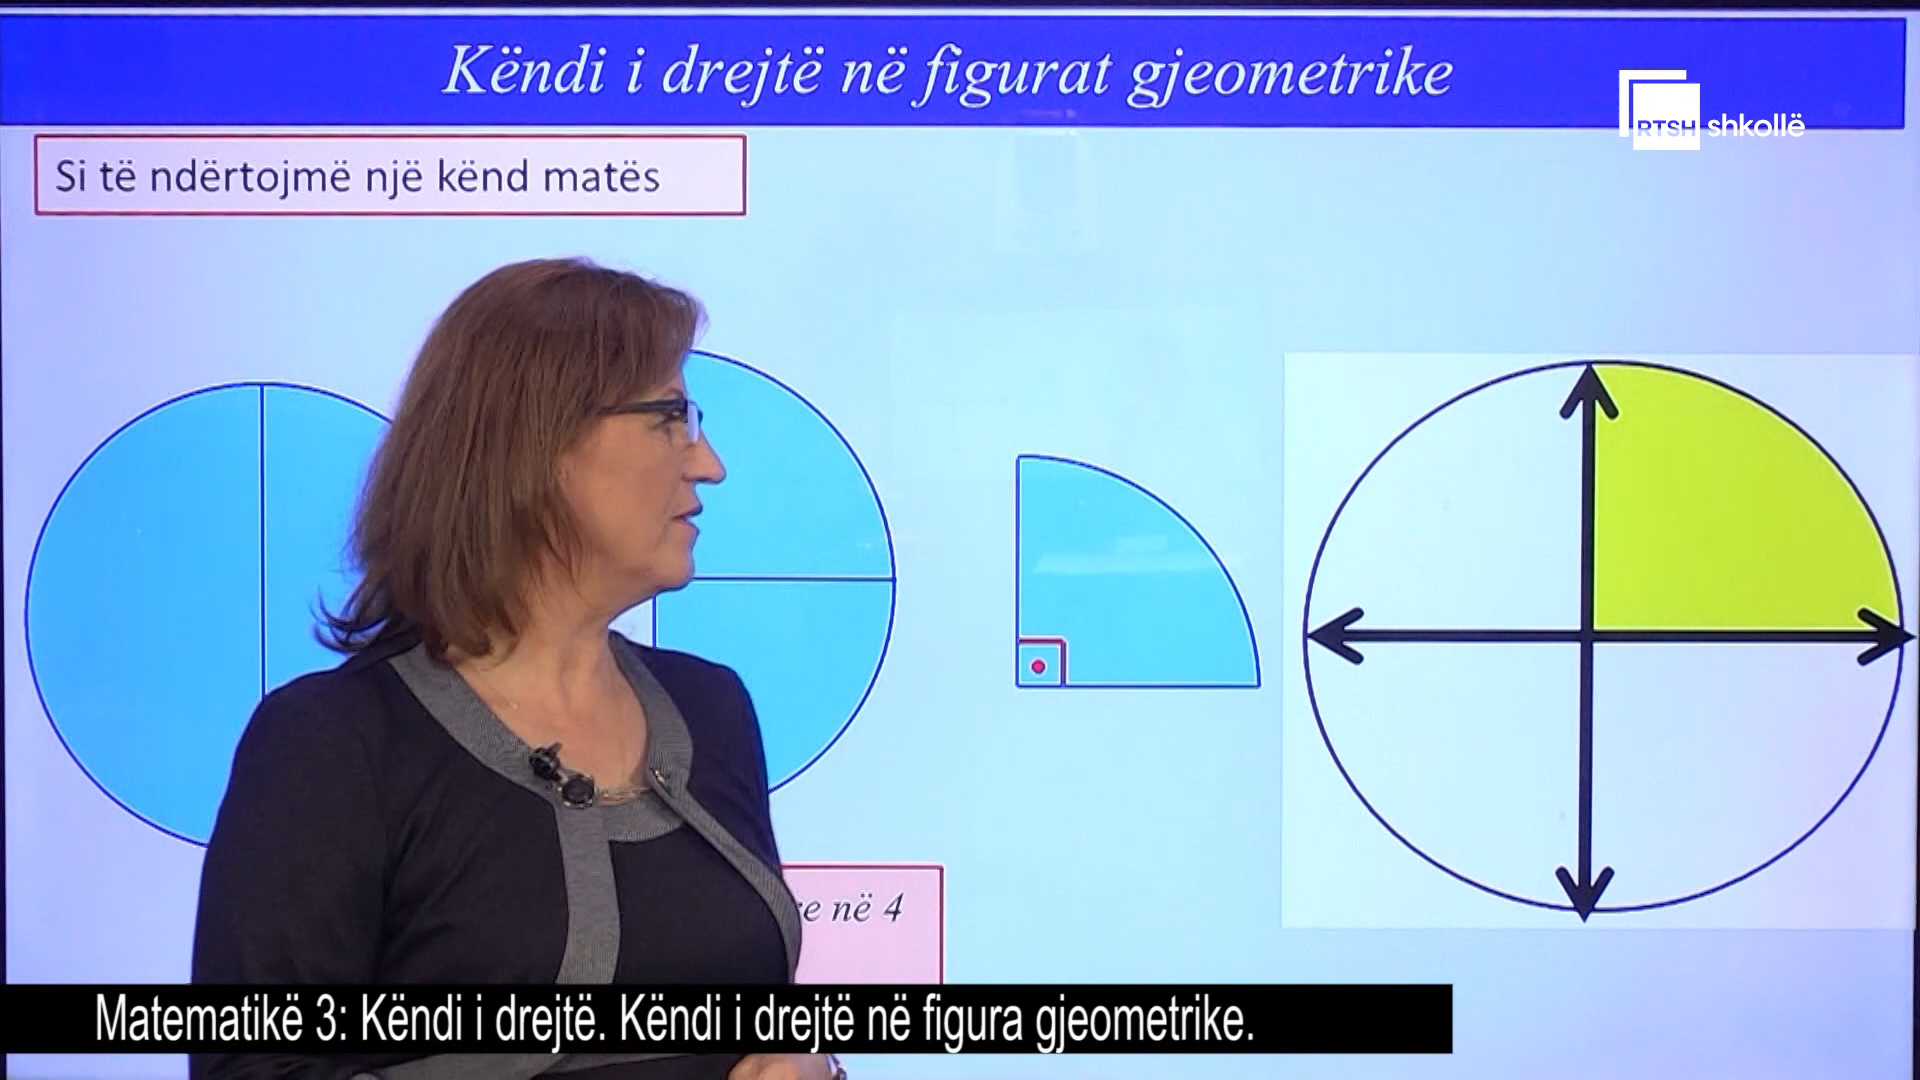 Këndi i drejtë në figurat gjeometrike
RTSH shkollë
Si të ndërtojmë një kënd matës
në 4
Matematikë 3: Këndi i drejtë. Këndi i drejtë në figura gjeometrike.